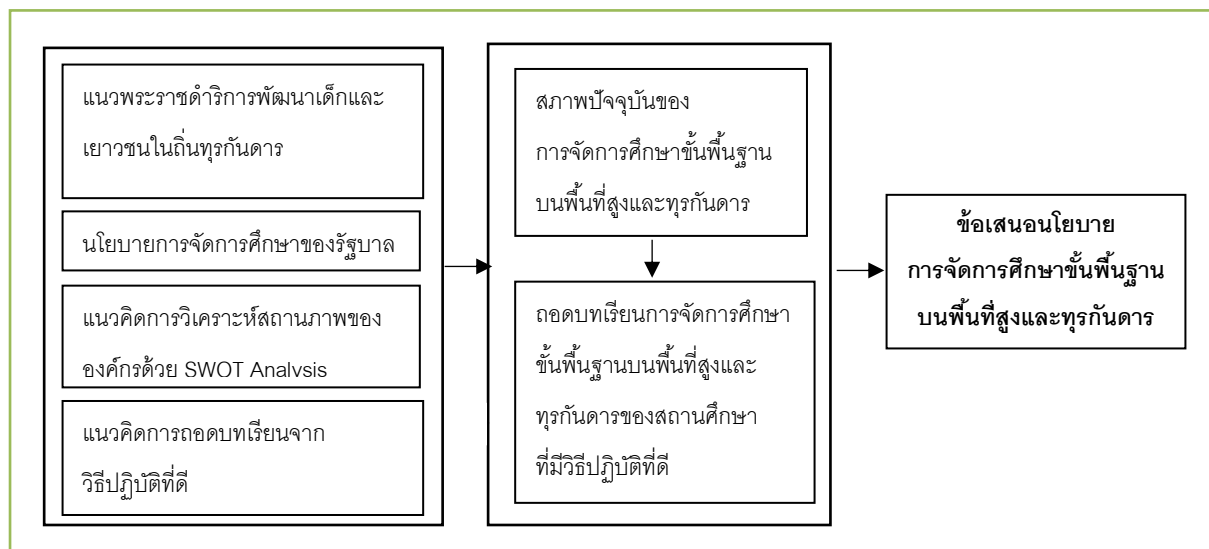 แนวพระราชดำริการพัฒนาเด็กและ
เยาวชนในถิ่นทุรกันดาร
นโยบายการจัดการศึกษาของรัฐบาล
แนวคิดการวิเคราะห์สถานภาพของ
องค์กรด้วย SWOT Analysis
แนวคิดการถอดบทเรียนจาก
วิธีปฏิบัติที่ดี
สภาพปัจจุบันของ
การจัดการศึกษาขั้นพื้นฐาน
บนพื้นที่สูงและทุรกันดาร
ถอดบทเรียนการจัดการศึกษา
ขั้นพื้นฐานบนพื้นที่สูงและ
ทุรกันดารของสถานศึกษา
ที่มีวิธีปฏิบัติที่ดี
ข้อเสนอนโยบาย
การจัดการศึกษาขั้นพื้นฐาน
บนพื้นที่สูงและทุรกันดาร